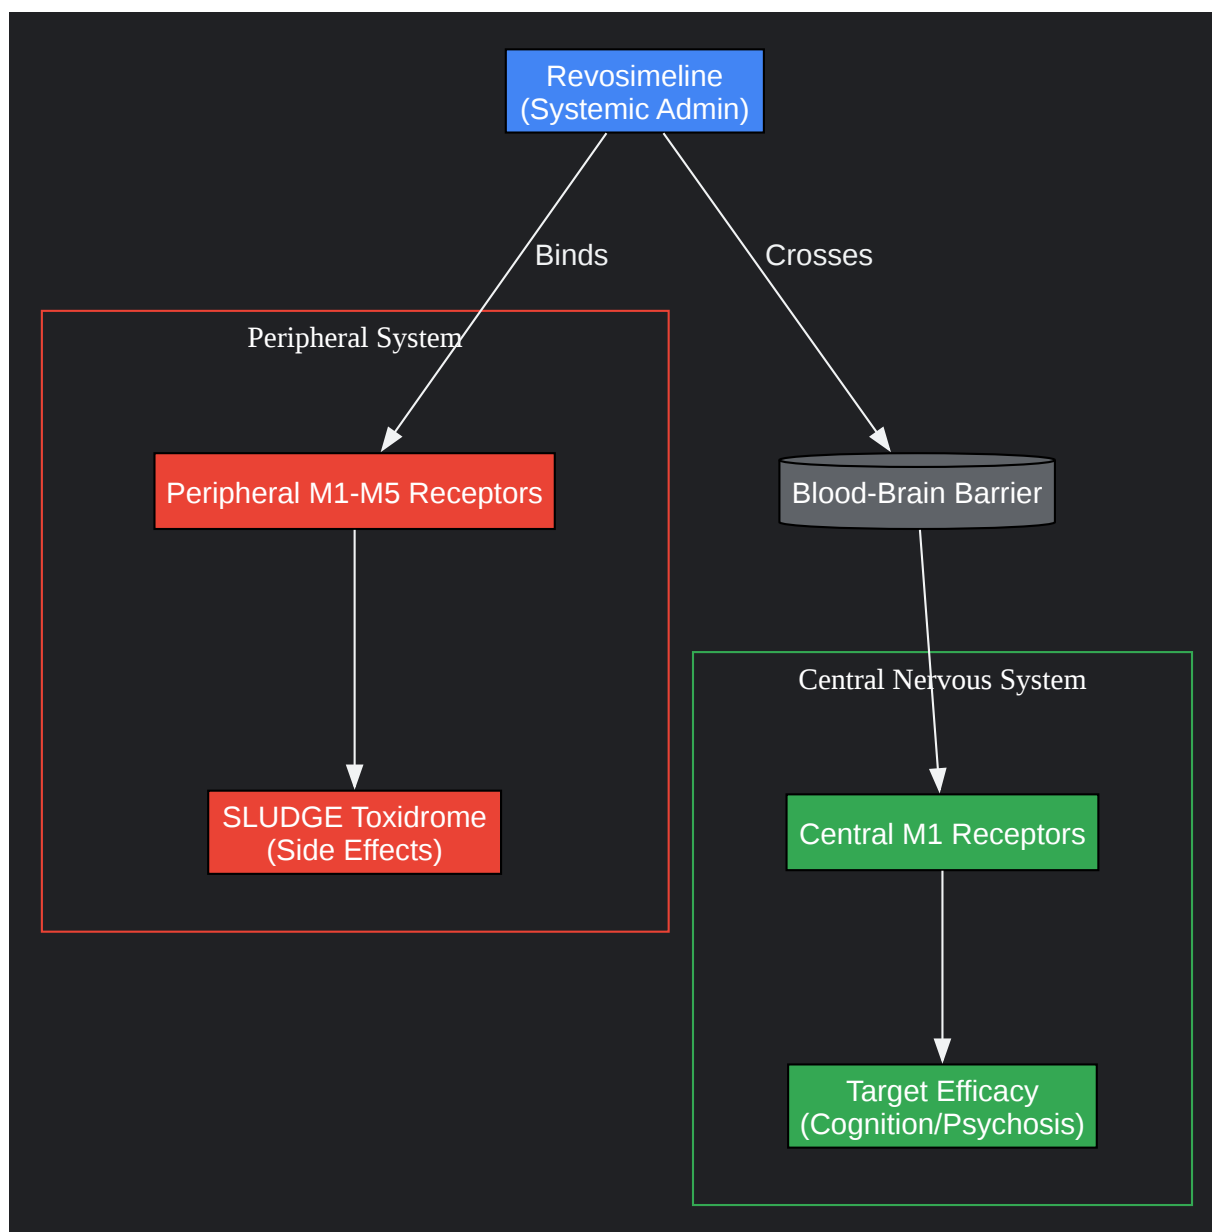 Revosimeline
(Systemic Admin)
Binds
Crosses
Peripheral System
Peripheral M1-M5 Receptors
Blood-Brain Barrier
Central Nervous System
SLUDGE Toxidrome
(Side Effects)
Central M1 Receptors
Target Efficacy
(Cognition/Psychosis)